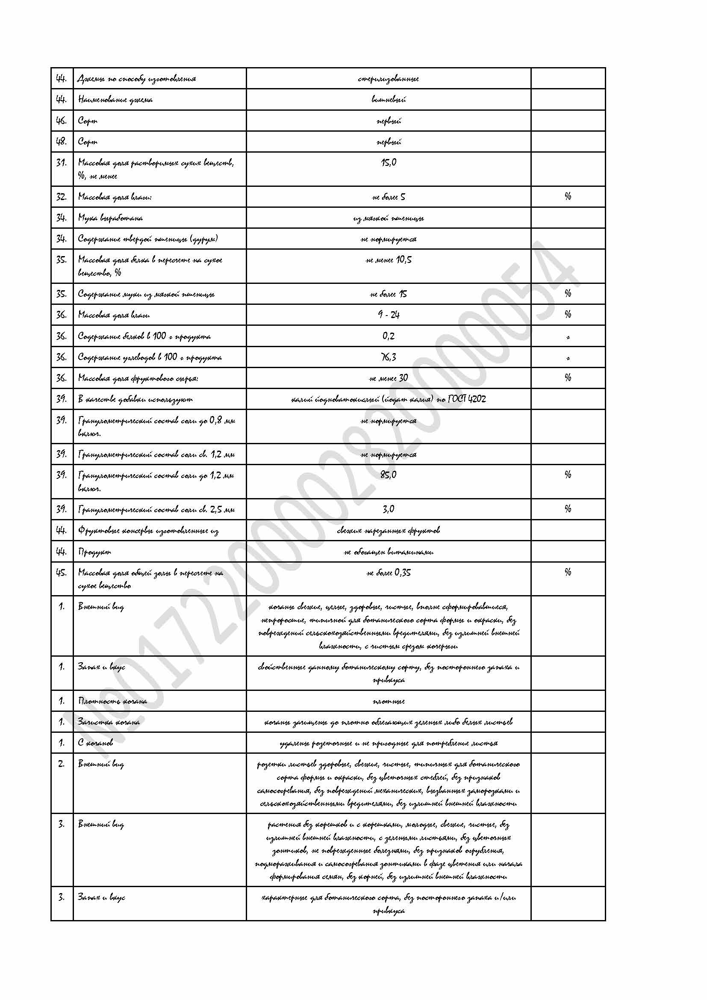 44. Джемы по способу изготовления стерилизованные
44. Наименование джема вишневый
46. Сорт первый
48. Сорт первый
31. Массовая доля растворимых сухих веществ, 15,0
%, не менее
32. Массовая доля влаги: не более 5 %
34. Мука выработана из мягкой пшеницы
34. Содержание твердой пшеницы (дурум) не нормируется
35. Массовая доля белка в пересчете на сухое не менее 10,5
вещество, %
35. Содержание муки из мягкой пшеницы не более 15 %
36. Массовая доля влаги 9 - 24 %
36. Содержание белков в 100 г продукта 0,2 г
36. Содержание углеводов в 100 г продукта 76,3 г
36. Массовая доля фруктового сырья: не менее 30 %
39. В качестве добавки используют калий йодноватокислый (йодат калия) по ГОСТ 4202
39. Гранулометрический состав соли до 0,8 мм не нормируется
включ.
39. Гранулометрический состав соли св. 1,2 мм не нормируется
39. Гранулометрический состав соли до 1,2 мм 85,0 %
включ.
39. Гранулометрический состав соли св. 2,5 мм 3,0 %
44. Фруктовые консервы изготовленные из свежих нарезанных фруктов
44. Продукт не обогащен витаминами
45. Массовая доля общей золы в пересчете на не более 0,35 %
сухое вещество
1. Внешний вид кочаны свежие, целые, здоровые, чистые, вполне сформировавшиеся,
непроросшие, типичной для ботанического сорта формы и окраски, без
повреждений сельскохозяйственными вредителями, без излишней внешней
влажности, с чистым срезом кочерыги
1. Запах и вкус свойственные данному ботаническому сорту, без постороннего запаха и
привкуса
1. Плотность кочана плотные
1. Зачистка кочана кочаны зачищены до плотно облегающих зеленых либо белых листьев
1. С кочанов удалены розеточные и не пригодные для потребление листья
2. Внешний вид розетки листьев здоровые, свежие, чистые, типичных для ботанического
сорта формы и окраски, без цветочных стеблей, без признаков
самосогревания, без повреждений механических, вызванных заморозками и
сельскохозяйственными вредителями, без излишней внешней влажности
3. Внешний вид растения без корешков и с корешками, молодые, свежие, чистые, без
излишней внешней влажности, с зелеными листьями, без цветочных
зонтиков, не поврежденные болезнями, без признаков огрубления,
подмораживания и самосогревания зонтиками в фазе цветения или начала
формирования семян, без корней, без излишней внешней влажности
3. Запах и вкус характерные для ботанического сорта, без постороннего запаха и/или
привкуса
№0172200002820000054